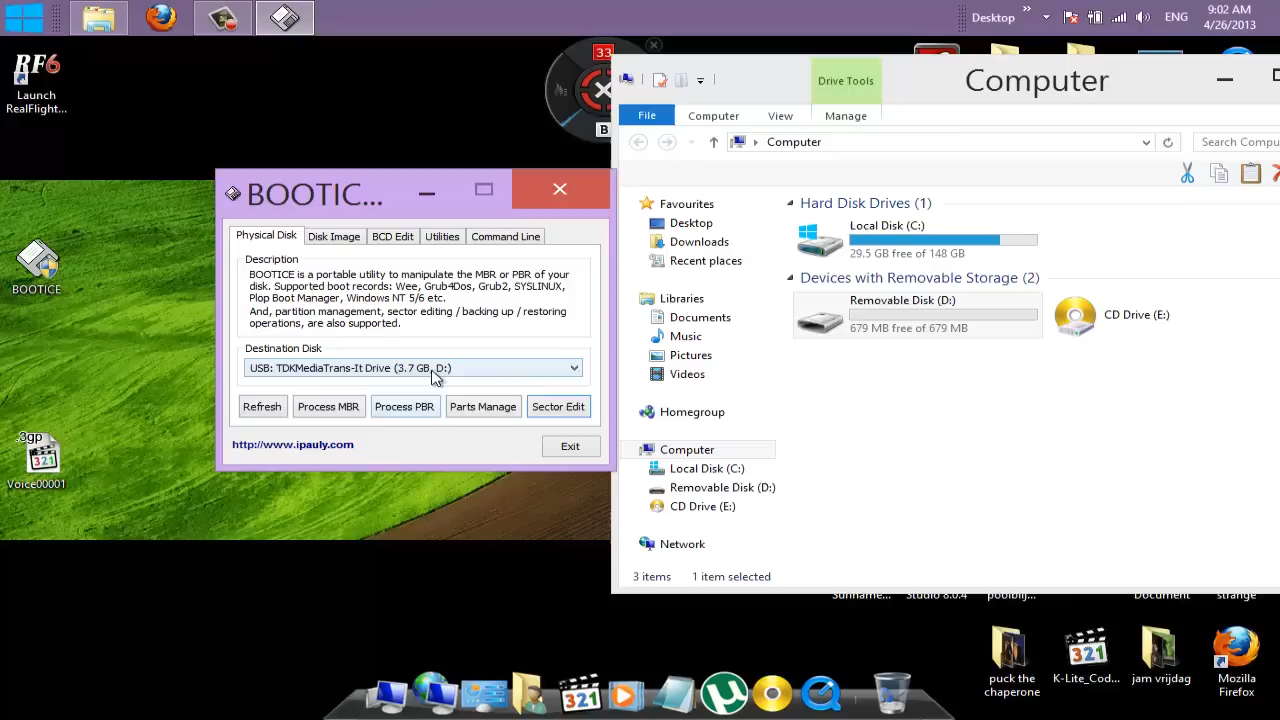 Desktop
»
ENG
9:02 AM
4/26/2013
RF6
Launch
RealFlight...
33
B
Drive Tools
Computer
File
Computer
View
Manage
Computer
Search Compu
BOOTIC...
Physical Disk
Disk Image
BCD Edit
Utilities
Command Line
Description
BOOTICE is a portable utility to manipulate the MBR or PBR of your
disk. Supported boot records: Wee, Grub4Dos, Grub2, SYSLINUX,
Plop Boot Manager, Windows NT 5/6 etc.
And, partition management, sector editing / backing up / restoring
operations, are also supported.
Destination Disk
USB: TDKMediaTrans-It Drive (3.7 GB, D:)
Refresh
Process MBR
Process PBR
Parts Manage
Sector Edit
http://www.ipauly.com
Exit
BOOTICE
.3gp
321
Voice00001
Favourites
Desktop
Downloads
Recent places
Libraries
Documents
Music
Pictures
Videos
Homegroup
Computer
Local Disk (C:)
Removable Disk (D:)
CD Drive (E:)
Network
Hard Disk Drives (1)
Local Disk (C:)
29.5 GB free of 148 GB
Devices with Removable Storage (2)
Removable Disk (D:)
679 MB free of 679 MB
CD Drive (E:)
3 items
1 item selected
Studio 8.0.4
Document
strange
puck the
chaperone
321
K-Lite_Cod...
jam vrijdag
Mozilla
Firefox
321